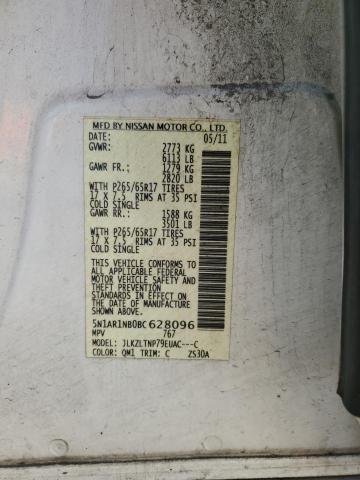 MFD BY NISSAN MOTOR CO., LTD.
DATE: 05/11
GVWR: 2773 KG
6113 LB
GAWR FR.: 1279 KG
2820 LB
WITH P265/65R17 TIRES
17 X 7.5 RIMS AT 35 PSI
COLD SINGLE
GAWR RR.: 1588 KG
3501 LB
WITH P265/65R17 TIRES
17 X 7.5 RIMS AT 35 PSI
COLD SINGLE
THIS VEHICLE CONFORMS TO
ALL APPLICABLE FEDERAL
MOTOR VEHICLE SAFETY AND
THEFT PREVENTION
STANDARDS IN EFFECT ON
THE DATE OF MANUFACTURE
SHOWN ABOVE.
5N1AR1NB0BC628096
MPV 767
MODEL: JLKZLTNP79EUAC---C
COLOR: QM1 TRIM: C ZS30A